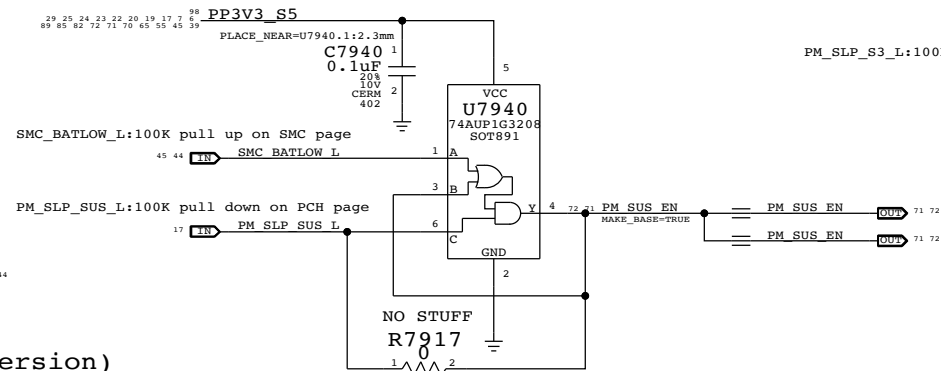 98
29 25 24 23 22 20 19 17 7 6 PP3V3_S5
89 85 82 72 71 70 65 55 45 39
PLACE_NEAR=U7940.1:2.3mm
PM_SLP_S3_L:100
C7940 1
0.1uF
20%
10V
CERM 2
402
5
VCC
U7940
74AUP1G3208
SOT891
SMC_BATLOW_L:100K pull up on SMC page
45 44 IN SMC BATLOW L 1 A
3 B
PM_SLP_SUS_L:100K pull down on PCH page
Y 4 72 71 PM_SUS_EN
MAKE_BASE=TRUE
PM_SUS_EN OUT 71 72
17 IN PM_SLP_SUS_L 6 C
PM_SUS_EN OUT 71 72
GND
2
44
NO STUFF
R7917
0
1 2
ersion)